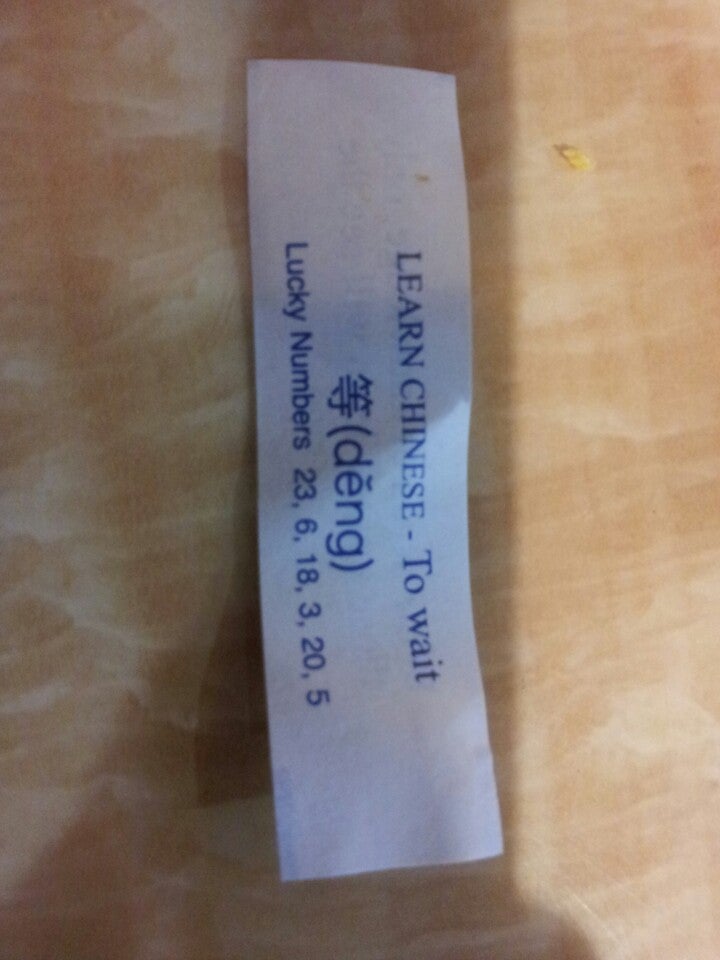 LEARN CHINESE - To wait
等(děng)
Lucky Numbers 23, 6, 18, 3, 20, 5